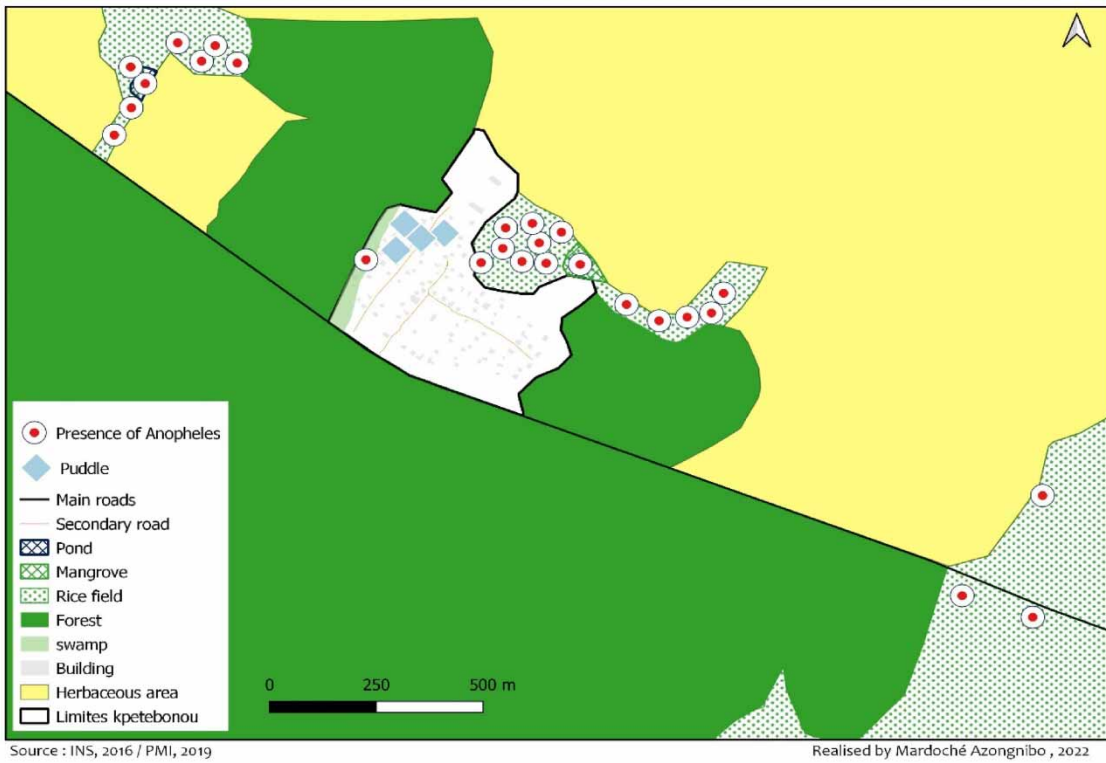 Presence of Anopheles
Puddle
Main roads
Secondary road
Pond
Mangrove
Rice field
Forest
swamp
Building
Herbaceous area
Limites kpetebonou
0 250 500 m
Source : INS, 2016 / PMI, 2019
Realised by Mardoché Azongnibo , 2022